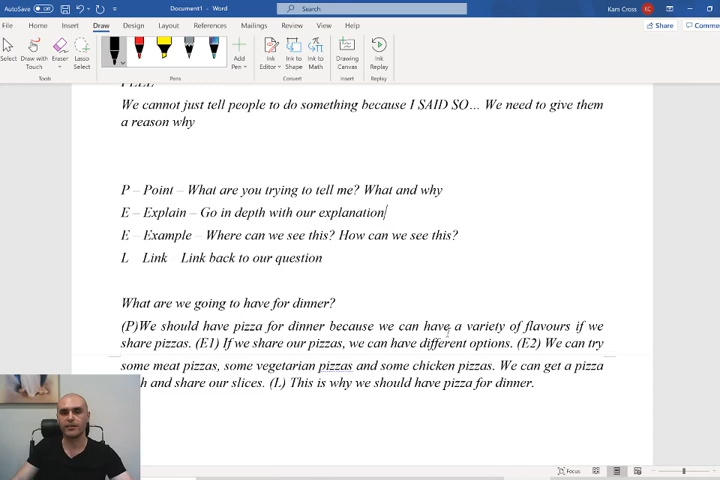 AutoSave Off Document1 - Word Search Kam Cross KC
File Home Insert Draw Design Layout References Mailings Review View Help Share
Select Draw with Touch Eraser Lasso Select Add Pen Ink Editor Ink to Shape Ink to Math Drawing Canvas Ink Replay
Tools Pens Convert Insert Replay
We cannot just tell people to do something because I SAID SO... We need to give them
a reason why
P – Point – What are you trying to tell me? What and why
E – Explain – Go in depth with our explanation
E – Example – Where can we see this? How can we see this?
L – Link – Link back to our question
What are we going to have for dinner?
(P)We should have pizza for dinner because we can have a variety of flavours if we
share pizzas. (E1) If we share our pizzas, we can have different options. (E2) We can try
some meat pizzas, some vegetarian pizzas and some chicken pizzas. We can get a pizza
and share our slices. (L) This is why we should have pizza for dinner.
Focus